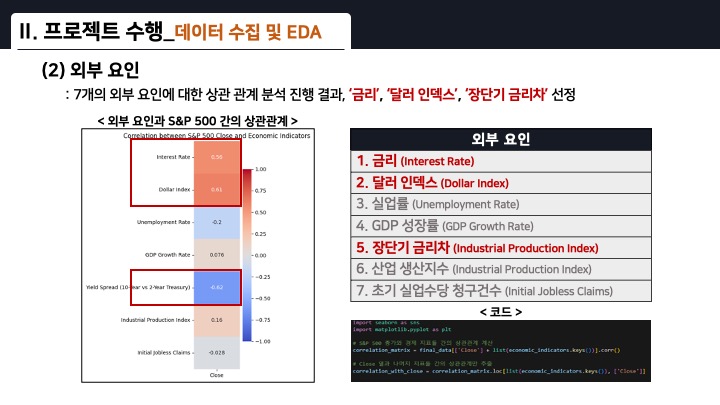 II. 프로젝트 수행_데이터 수집 및 EDA
(2) 외부 요인
: 7개의 외부 요인에 대한 상관 관계 분석 진행 결과, ‘금리’, ‘달러 인덱스’, ‘장단기 금리차’ 선정
< 외부 요인과 S&P 500 간의 상관관계 >
Correlation between S&P 500 Close and Economic Indicators
Interest Rate
Dollar Index 0.61
Unemployment Rate -0.2
GDP Growth Rate 0.076
Yield Spread (10-Year vs 2-Year Treasury) -0.62
Industrial Production Index 0.16
Initial Jobless Claims -0.028
Close
1.00
0.75
0.50
0.25
0.00
−0.25
−0.50
−0.75
−1.00
외부 요인
1. 금리 (Interest Rate)
2. 달러 인덱스 (Dollar Index)
3. 실업률 (Unemployment Rate)
4. GDP 성장률 (GDP Growth Rate)
5. 장단기 금리차 (Industrial Production Index)
6. 산업 생산지수 (Industrial Production Index)
7. 초기 실업수당 청구건수 (Initial Jobless Claims)
< 코드 >
import seaborn as sns
import matplotlib.pyplot as plt
# S&P 500 종가와 경제 지표들 간의 상관관계 계산
correlation_matrix = final_data[['Close'] + list(economic_indicators.keys())].corr()
# Close 열과 나머지 지표들 간의 상관관계만 추출
correlation_with_close = correlation_matrix.loc[list(economic_indicators.keys()), ['Close']]